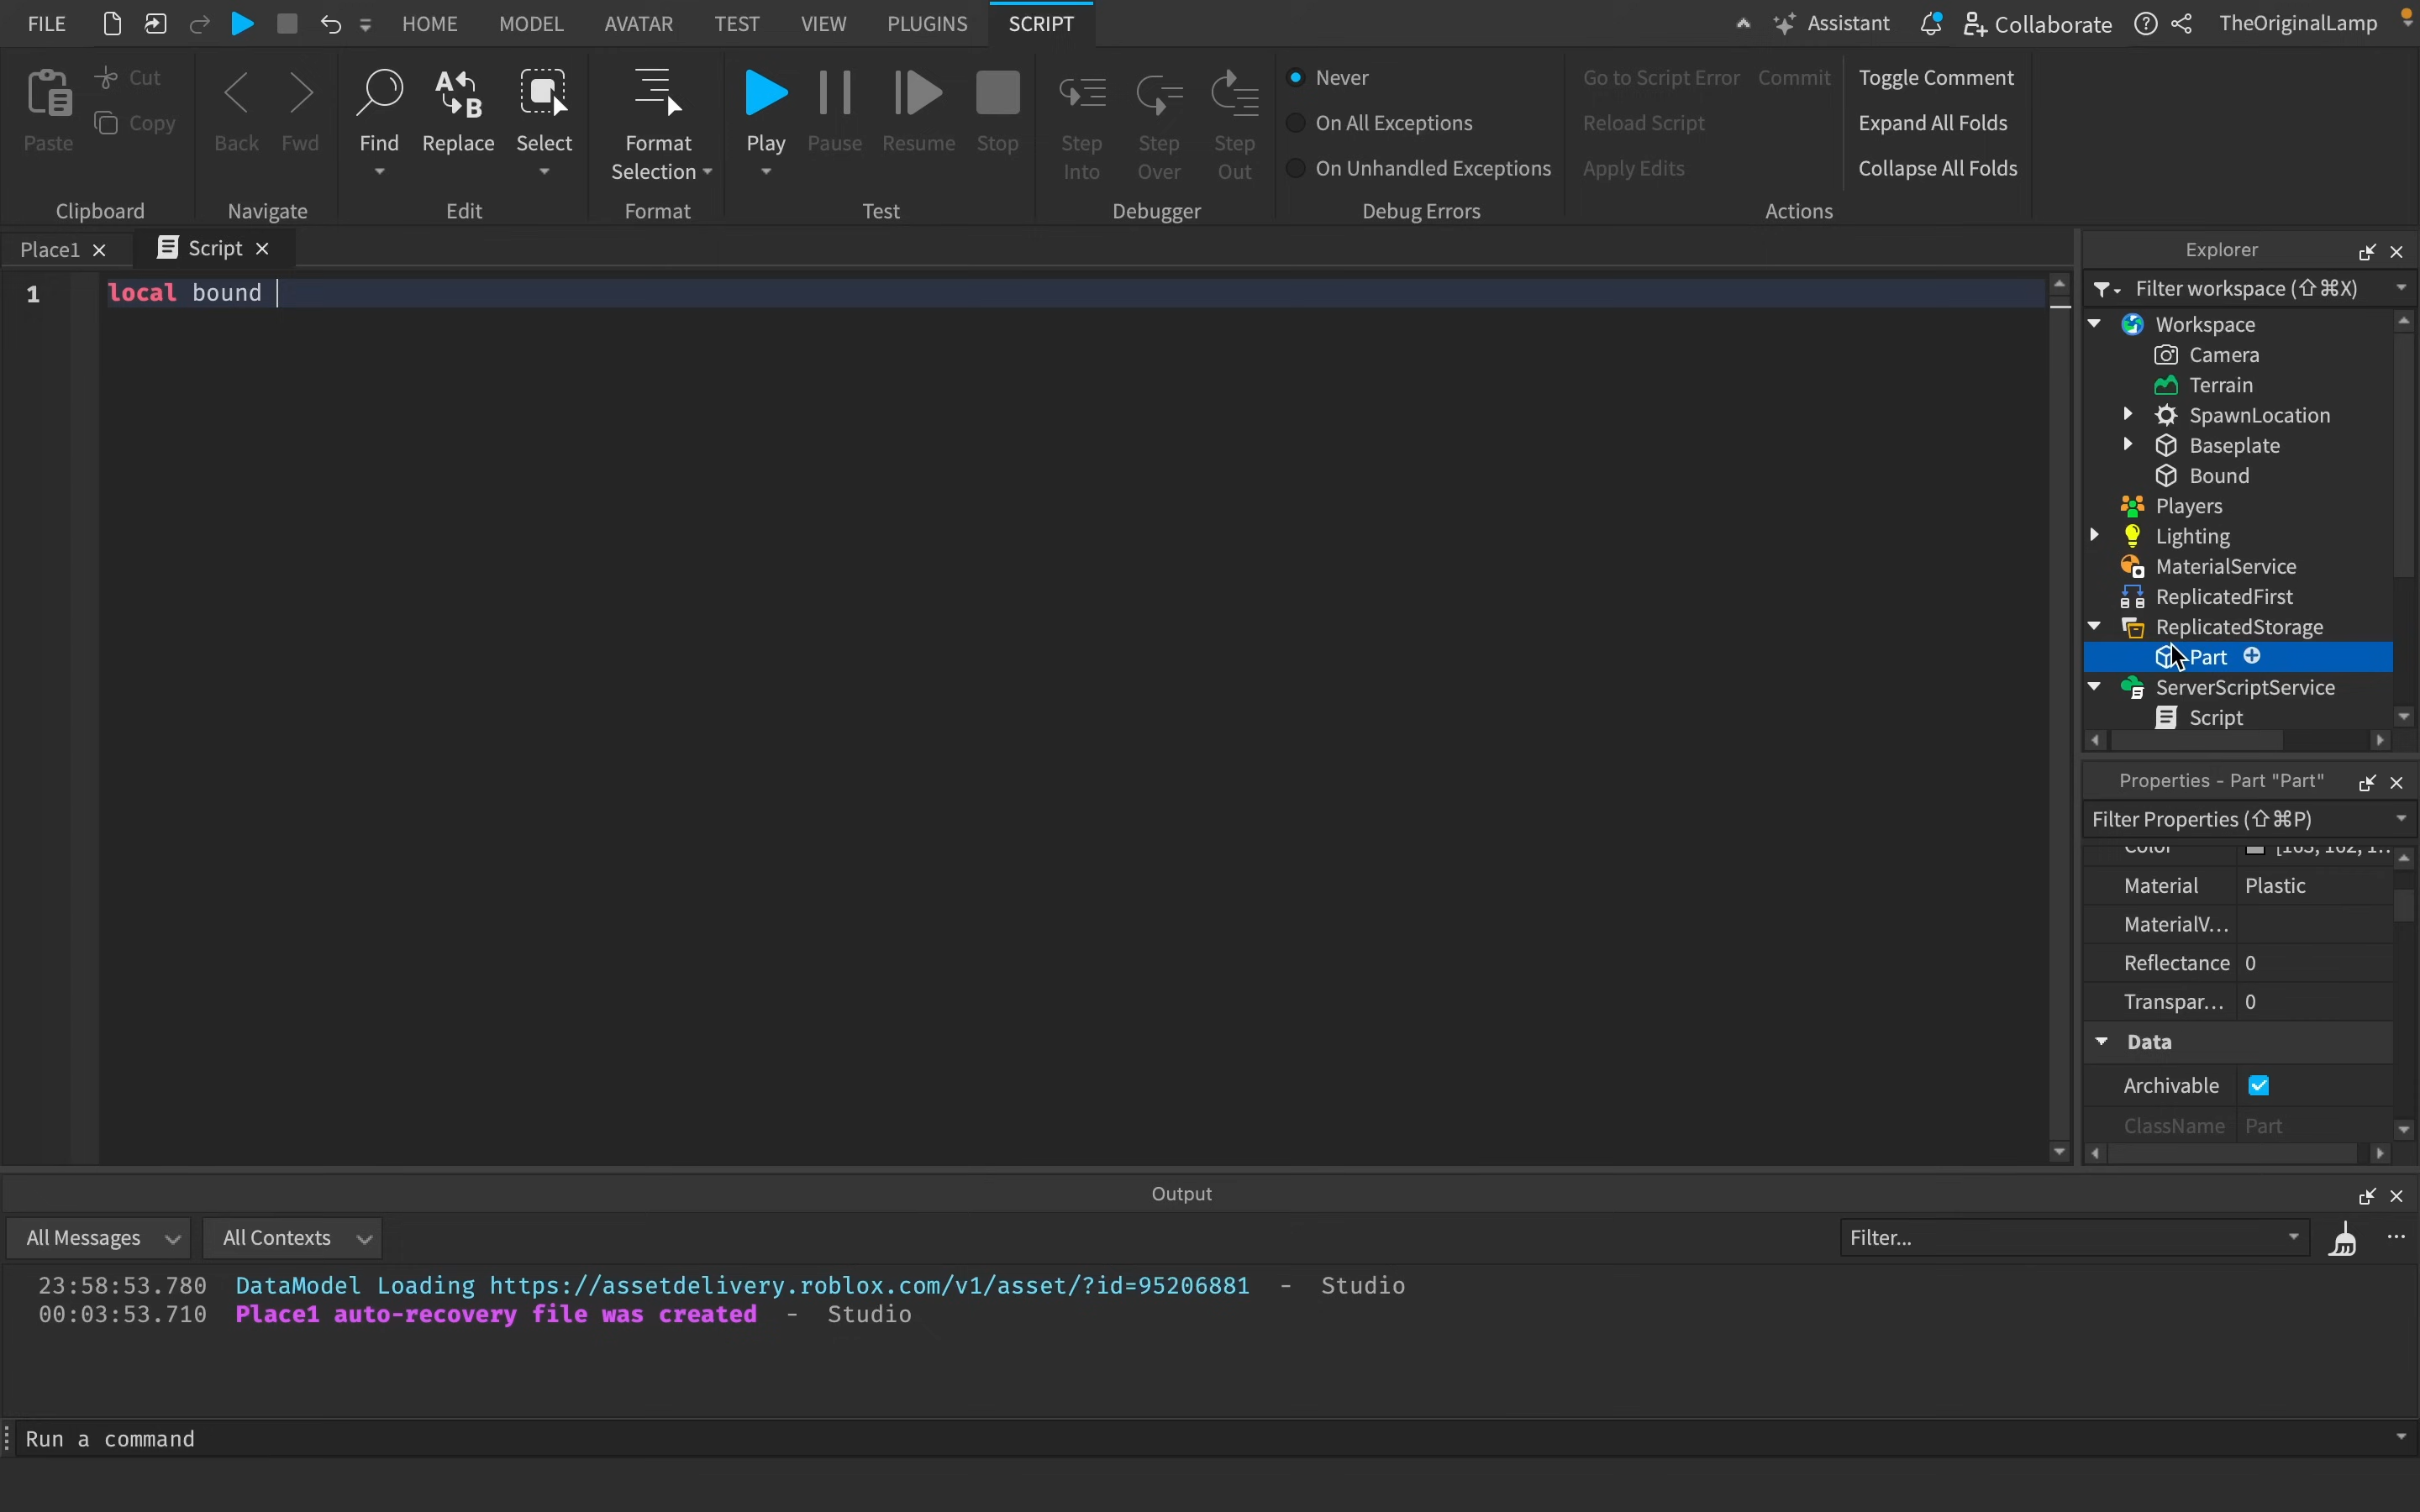 FILE HOME MODEL AVATAR TEST VIEW PLUGINS SCRIPT Assistant Collaborate TheOriginalLamp
Paste Cut Copy
Clipboard
Back Fwd
Navigate
Find Replace Select
Edit
Format Selection
Format
Play Pause Resume Stop
Test
Step Into Step Over Step Out
Debugger
Never
On All Exceptions
On Unhandled Exceptions
Debug Errors
Go to Script Error Commit
Reload Script
Apply Edits
Toggle Comment
Expand All Folds
Collapse All Folds
Actions
Place1 Script
1 local bound
Explorer
Filter workspace (⇧⌘X)
Workspace
Camera
Terrain
SpawnLocation
Baseplate
Bound
Players
Lighting
MaterialService
ReplicatedFirst
ReplicatedStorage
Part
ServerScriptService
Script
Properties - Part "Part"
Filter Properties (⇧⌘P)
Color
Material Plastic
MaterialV...
Reflectance 0
Transpar... 0
Data
Archivable
ClassName Part
Output
All Messages All Contexts Filter...
23:58:53.780 DataModel Loading https://assetdelivery.roblox.com/v1/asset/?id=95206881 - Studio
00:03:53.710 Place1 auto-recovery file was created - Studio
Run a command